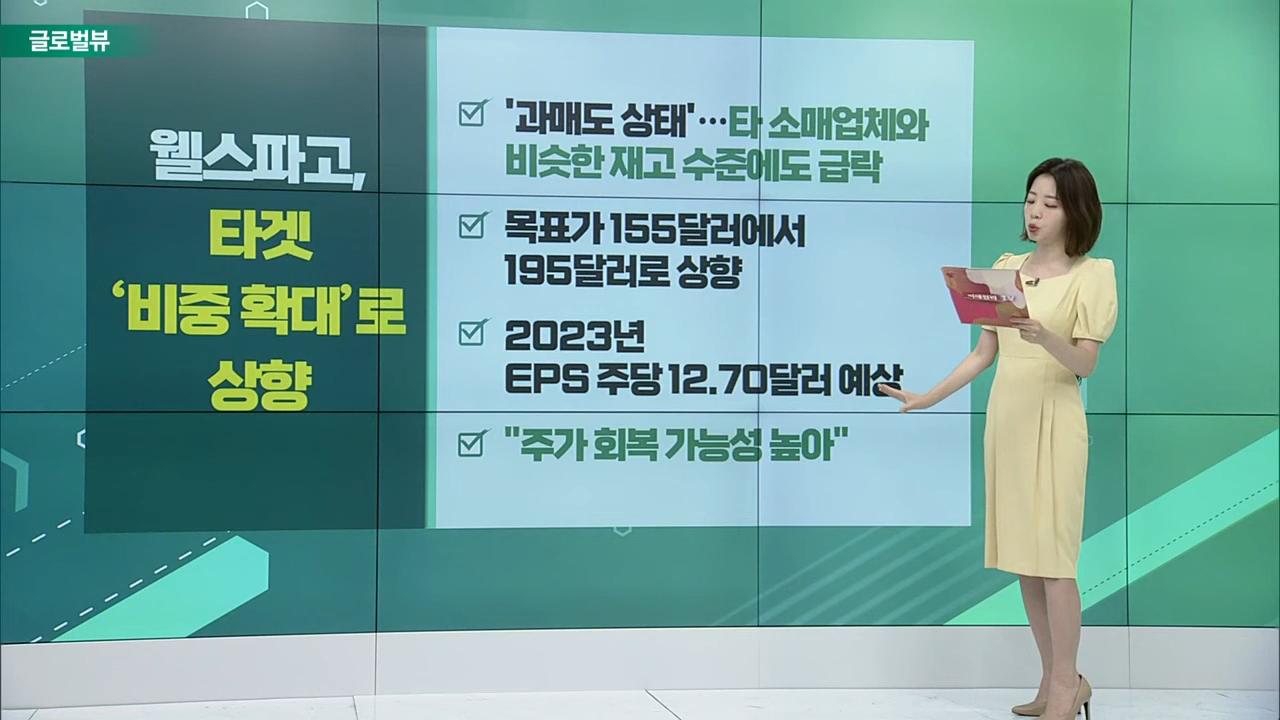 글로벌뷰
웰스파고,
타겟
‘비중 확대’로
상향
'과매도 상태'…타 소매업체와
비슷한 재고 수준에도 급락
목표가 155달러에서
195달러로 상향
2023년
EPS 주당 12.70달러 예상
"주가 회복 가능성 높아"